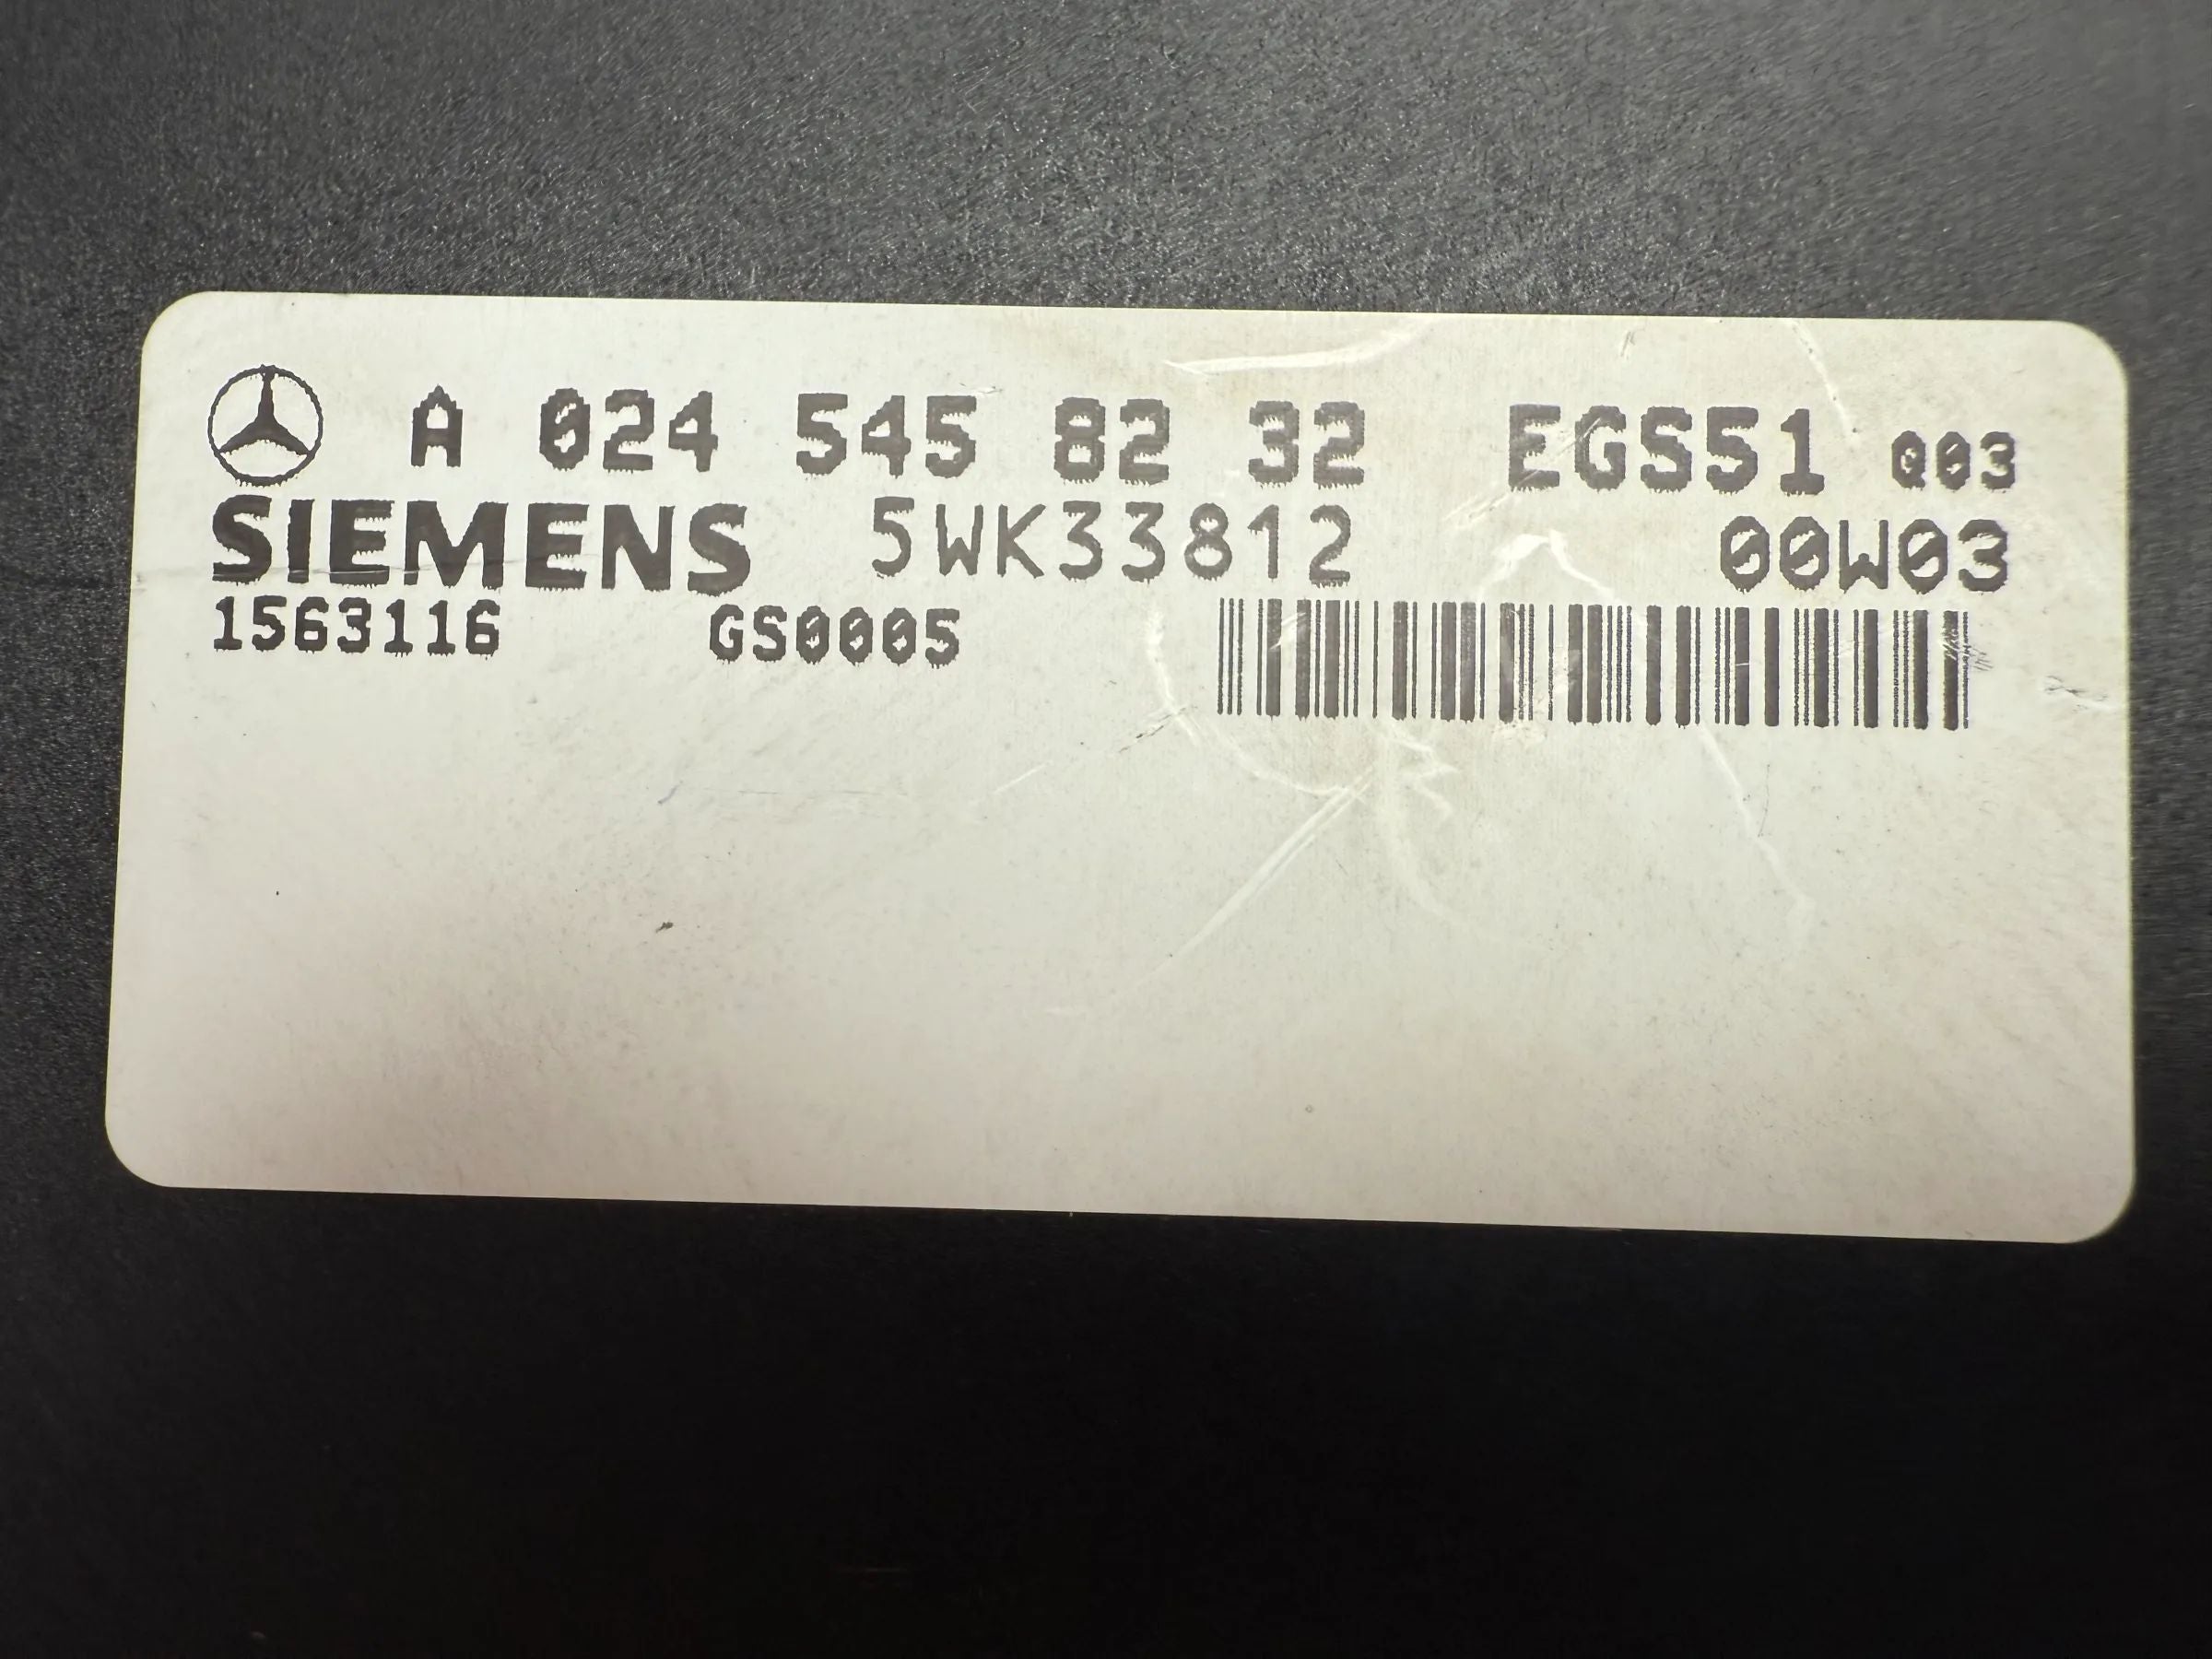 A 024 545 82 32 EGS51 Q03
SIEMENS 5WK33812 00W03
1563116 GS0005